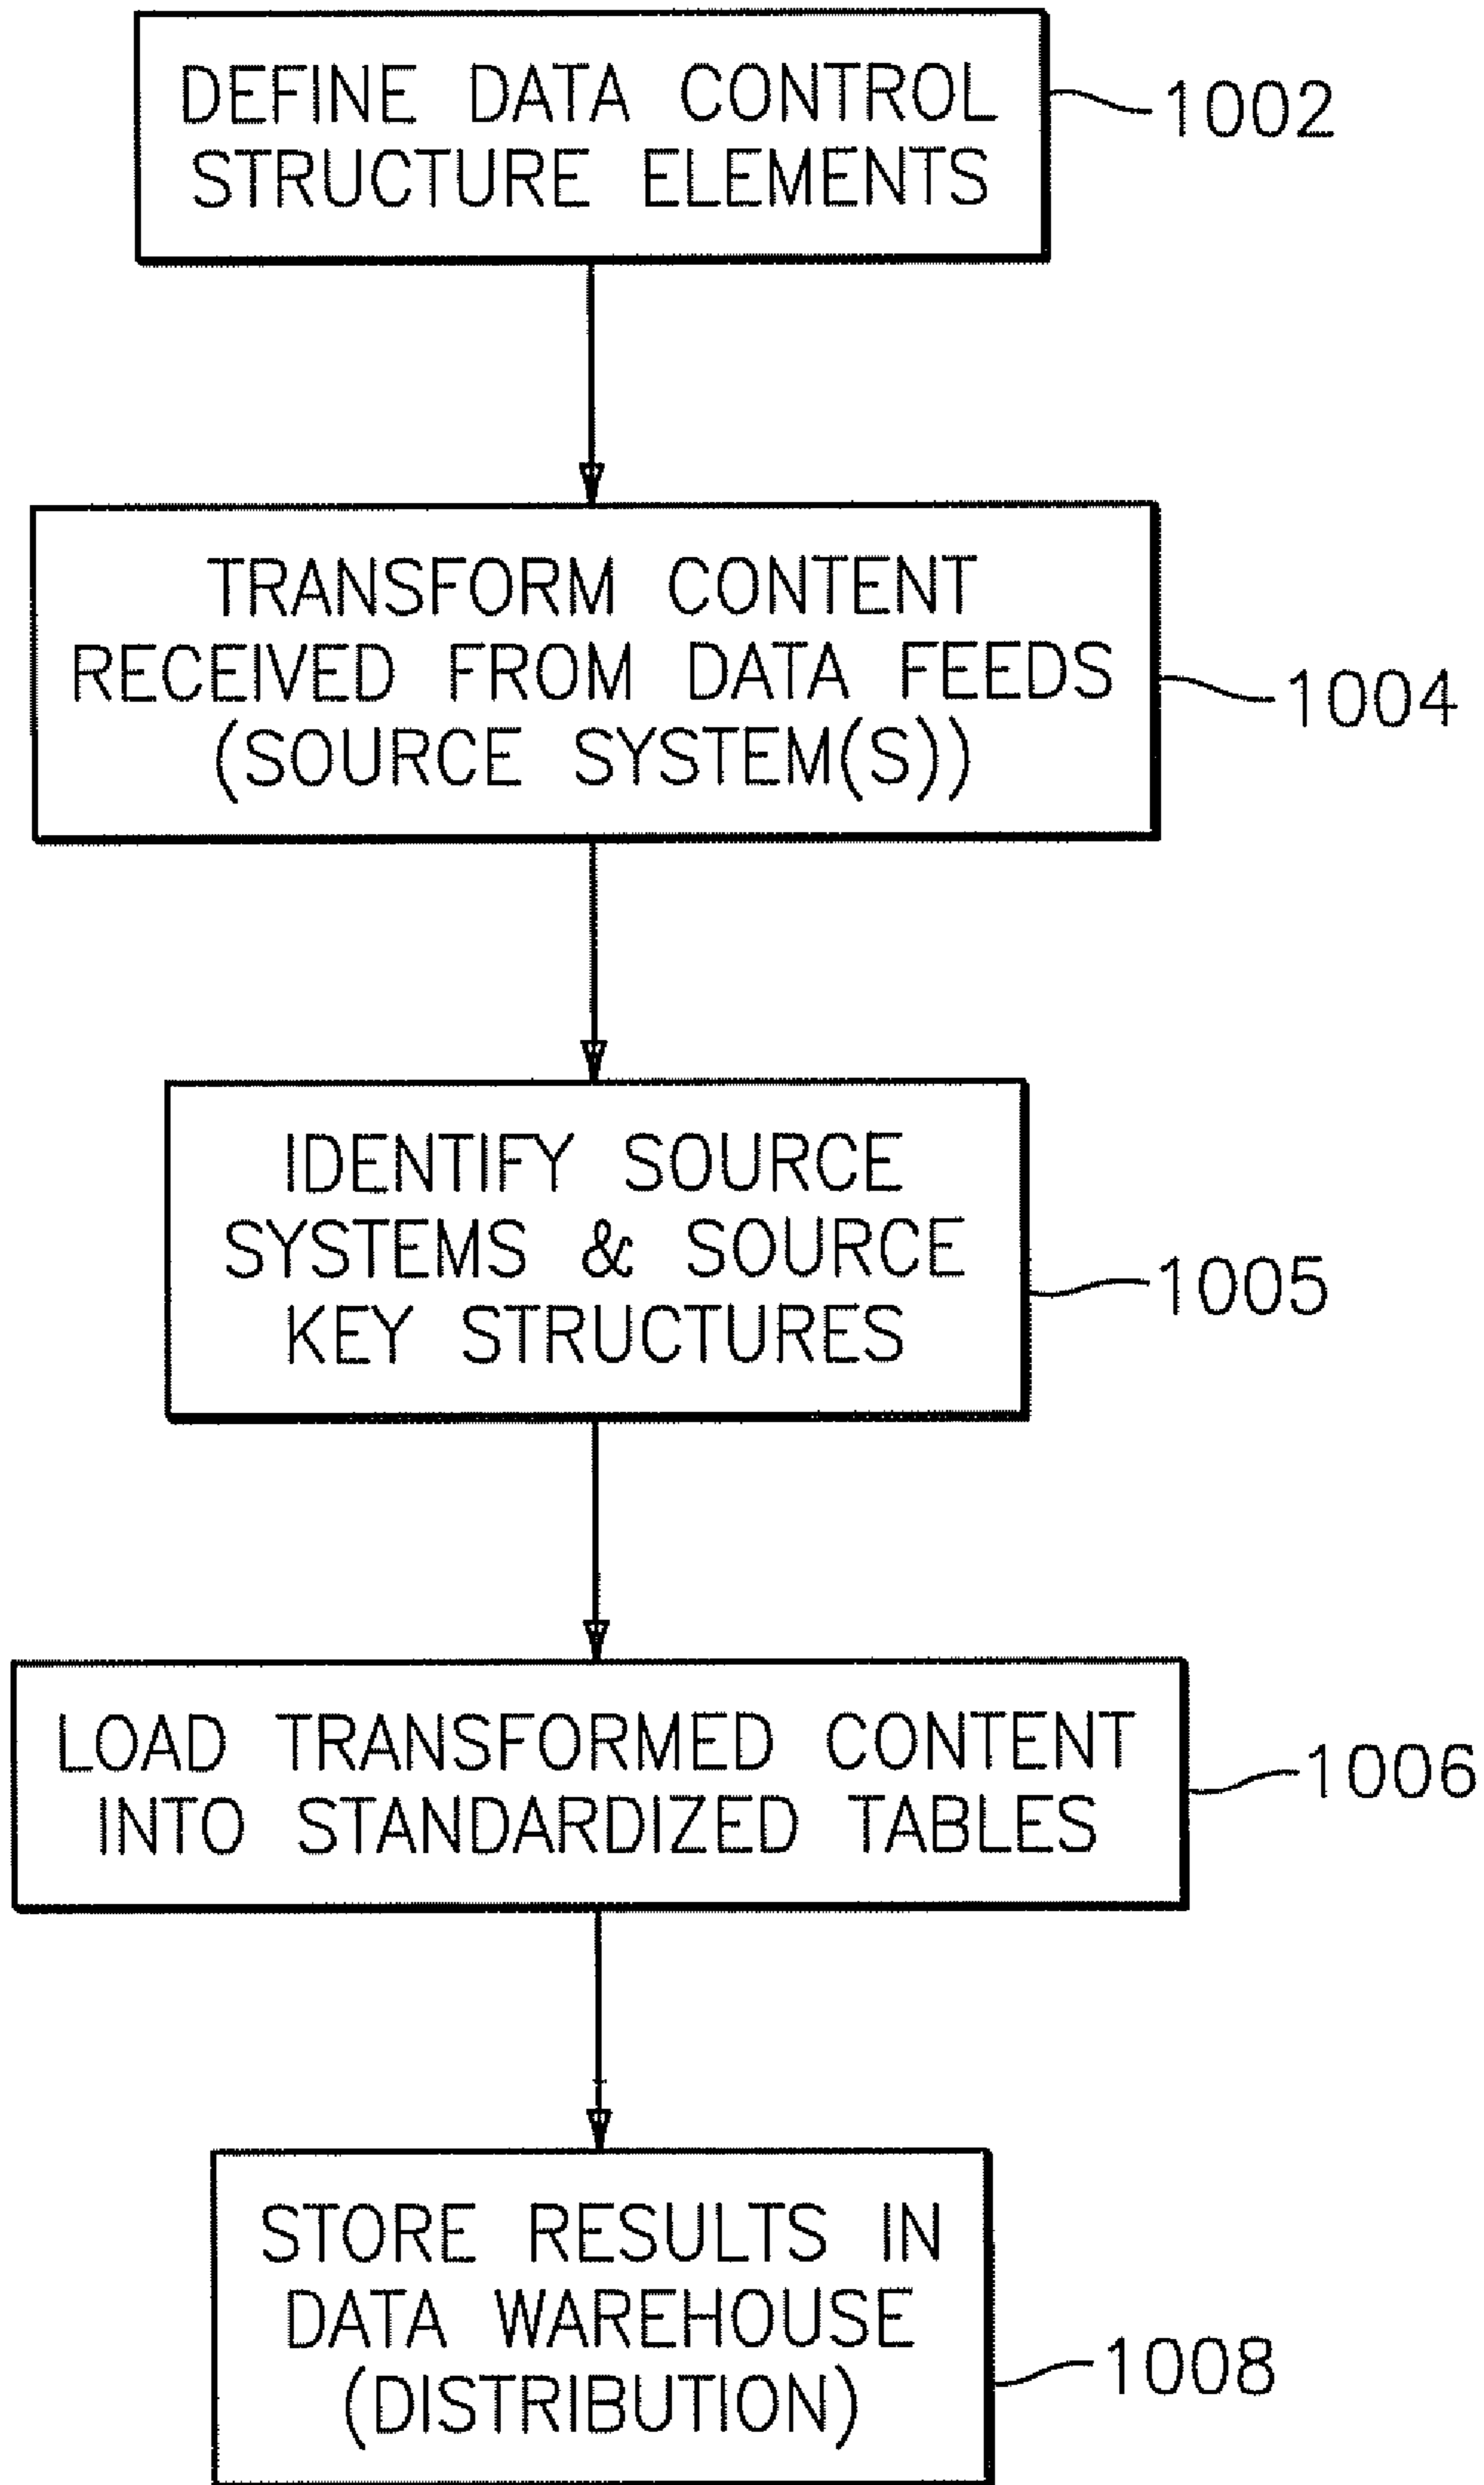 DEFINE DATA CONTROL
STRUCTURE ELEMENTS
1002
TRANSFORM CONTENT
RECEIVED FROM DATA FEEDS
(SOURCE SYSTEM(S))
1004
IDENTIFY SOURCE
SYSTEMS & SOURCE
KEY STRUCTURES
1005
LOAD TRANSFORMED CONTENT
INTO STANDARDIZED TABLES
1006
STORE RESULTS IN
DATA WAREHOUSE
(DISTRIBUTION)
1008